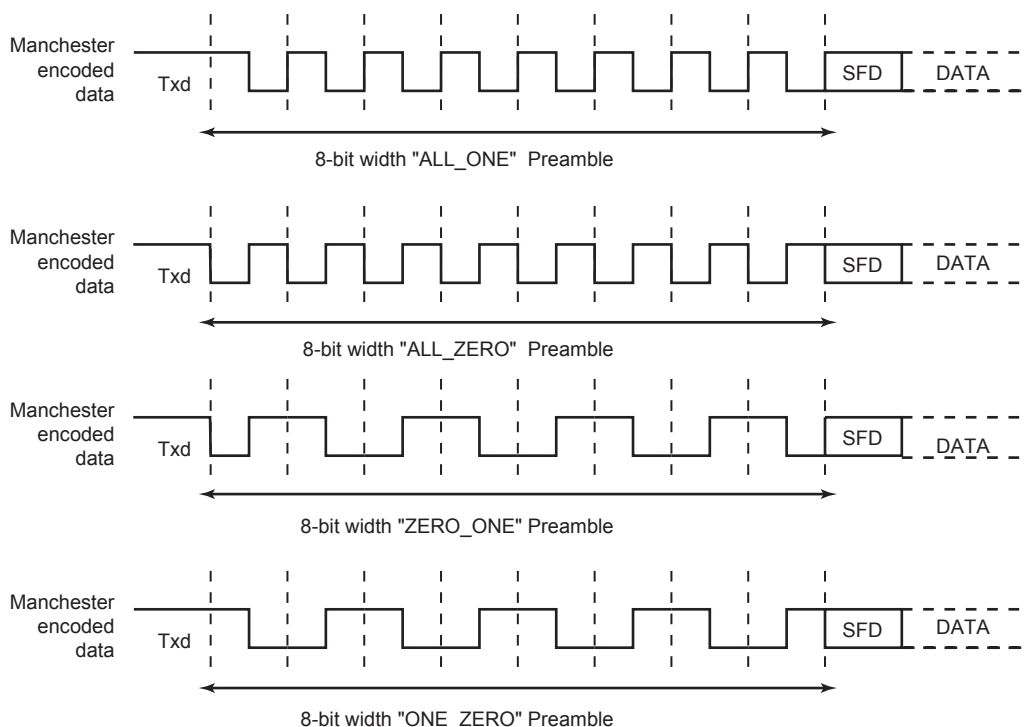 Manchester
encoded
data
Txd
SFD
DATA
8-bit width "ALL_ONE" Preamble
Manchester
encoded
data
Txd
SFD
DATA
8-bit width "ALL_ZERO" Preamble
Manchester
encoded
data
Txd
SFD
DATA
8-bit width "ZERO_ONE" Preamble
Manchester
encoded
data
Txd
SFD
DATA
8-bit width "ONE_ZERO" Preamble